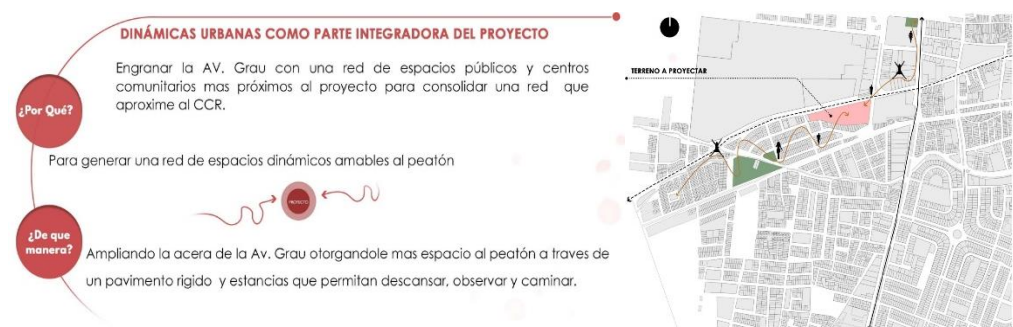 DINÁMICAS URBANAS COMO PARTE INTEGRADORA DEL PROYECTO
Engranar la AV. Grau con una red de espacios públicos y centros
comunitarios mas próximos al proyecto para consolidar una red que
aproxime al CCR.
¿Por Qué?
Para generar una red de espacios dinámicos amables al peatón
PROYECTO
¿De que
manera?
Ampliando la acera de la Av. Grau otorgandole mas espacio al peatón a traves de
un pavimento rigido y estancias que permitan descansar, observar y caminar.
TERRENO A PROYECTAR